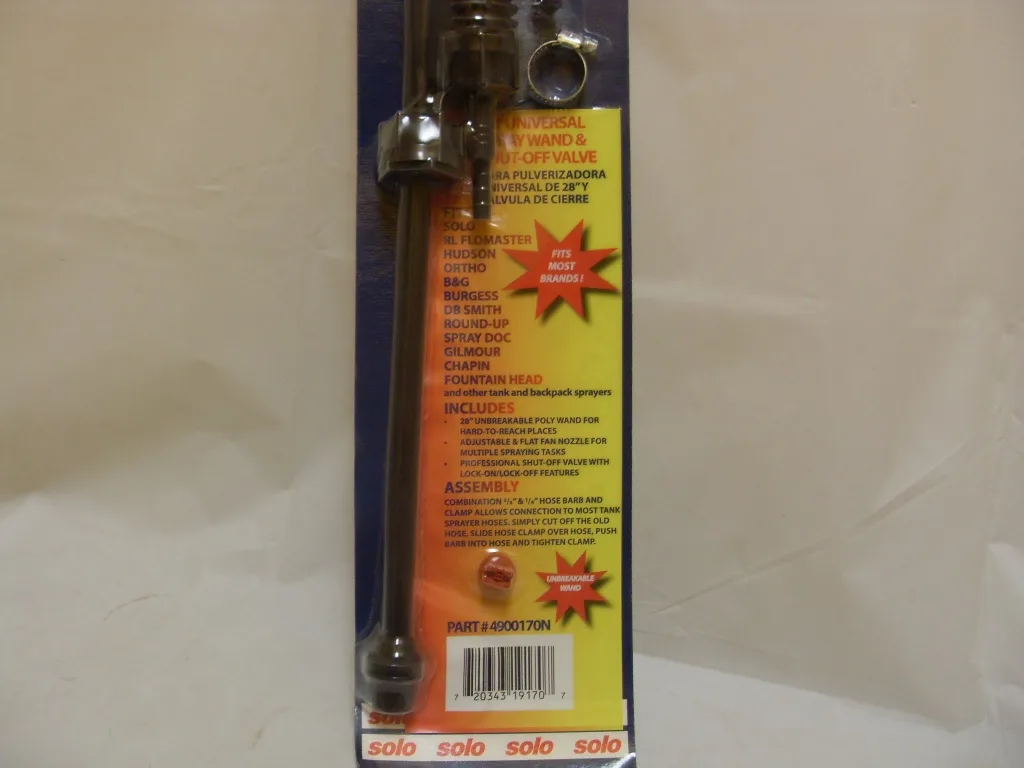 UNIVERSAL
WAND &
OFF VALVE
PULVERIZADORA
DE 28" Y
DE CIERRE
SOLO
RL FLOMASTER
HUDSON
ORTHO
B&G
BURGESS
DB SMITH
ROUND-UP
SPRAY DOC
GILMOUR
CHAPIN
FOUNTAIN HEAD
and other tank and backpack sprayers
FITS
MOST
BRANDS !
INCLUDES
• 28" UNBREAKABLE POLY WAND FOR
HARD-TO-REACH PLACES
• ADJUSTABLE & FLAT FAN NOZZLE FOR
MULTIPLE SPRAYING TASKS
• PROFESSIONAL SHUT-OFF VALVE WITH
LOCK-ON/LOCK-OFF FEATURES
ASSEMBLY
COMBINATION & HOSE BARB AND
CLAMP ALLOWS CONNECTION TO MOST TANK
SPRAYER HOSES. SIMPLY CUT OFF THE OLD
HOSE, SLIDE HOSE CLAMP OVER HOSE, PUSH
BARB INTO HOSE AND TIGHTEN CLAMP.
UNBREAKABLE
WAND
PART # 4900170N
7 20343 19170 7
solo
solo solo solo solo